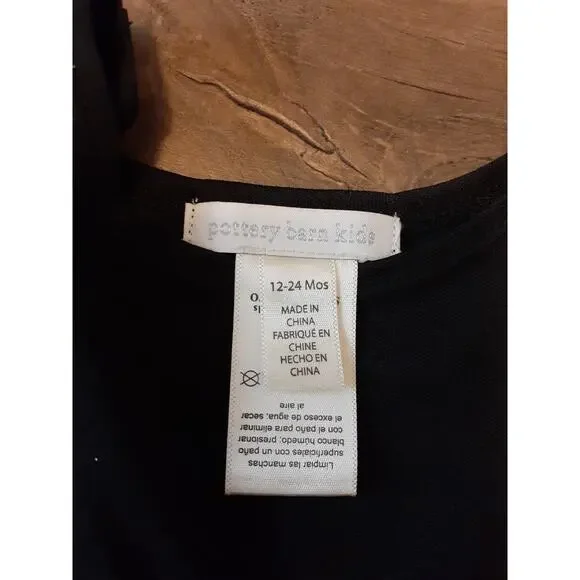 pottery barn kids
12-24 Mos
MADE IN
CHINA
FABRIQUÉ EN
CHINE
HECHO EN
CHINA
Limpiar las manchas
superficiales con un paño
blanco húmedo; presionar
con el paño para eliminar
el exceso de agua, secar
al aire